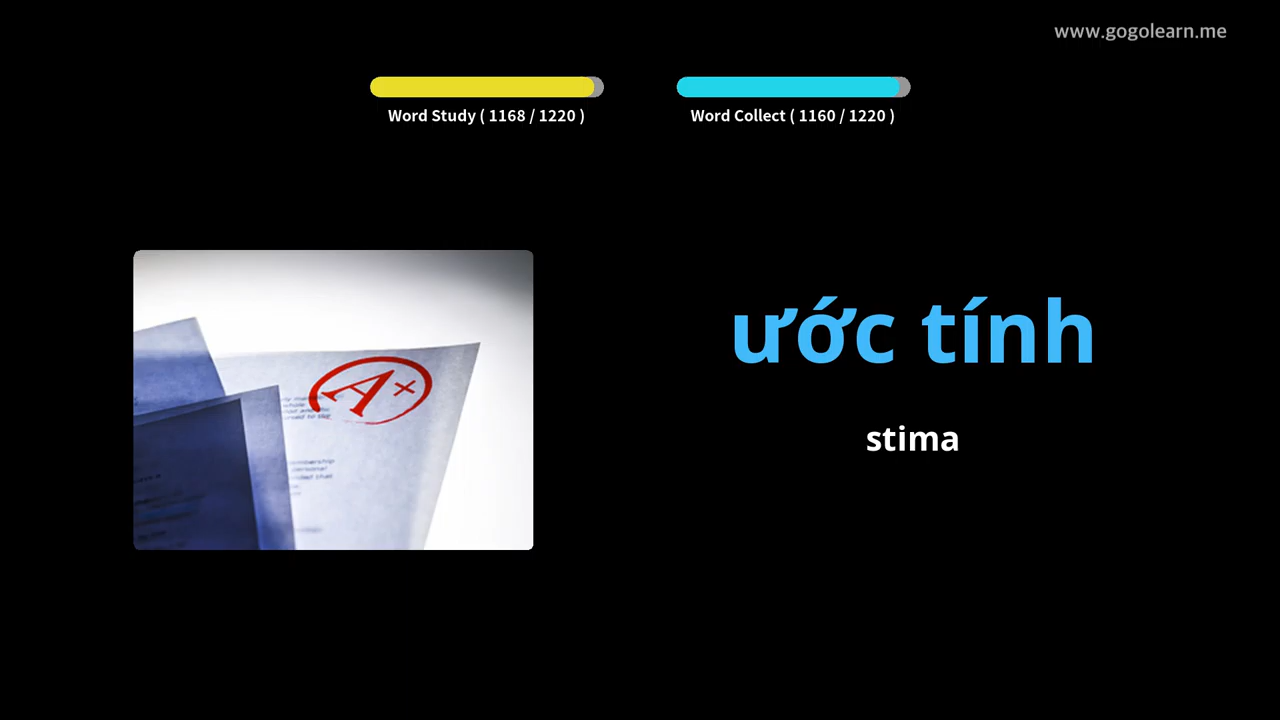 www.gogolearn.me
Word Study ( 1168 / 1220 )
Word Collect ( 1160 / 1220 )
A+
ước tính
stima